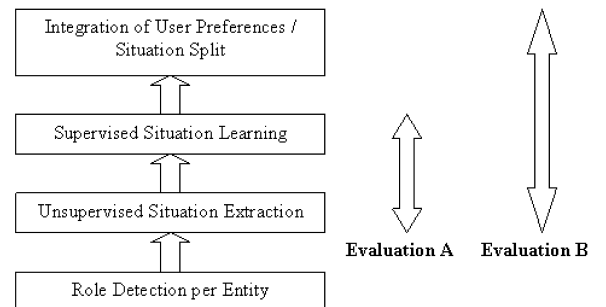 Integration of User Preferences /
Situation Split
Supervised Situation Learning
Unsupervised Situation Extraction
Evaluation A
Evaluation B
Role Detection per Entity